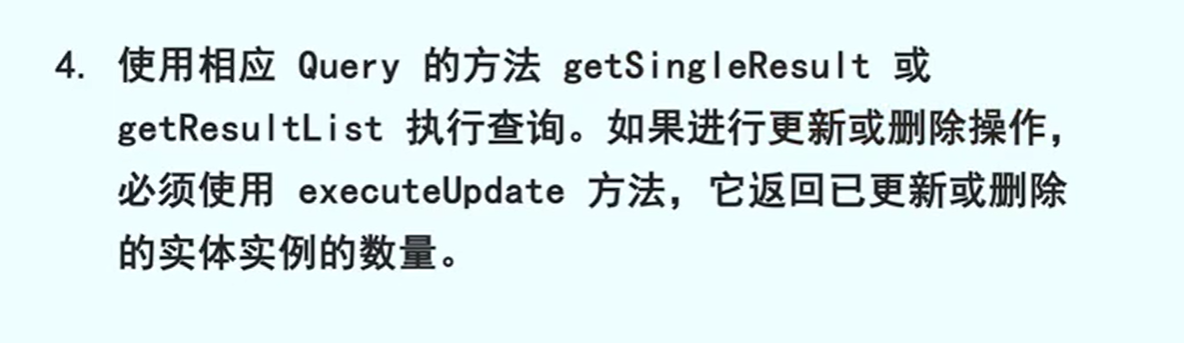 4. 使用相应 Query 的方法 getSingleResult 或
getResultList 执行查询。如果进行更新或删除操作，
必须使用 executeUpdate 方法，它返回已更新或删除
的实体实例的数量。